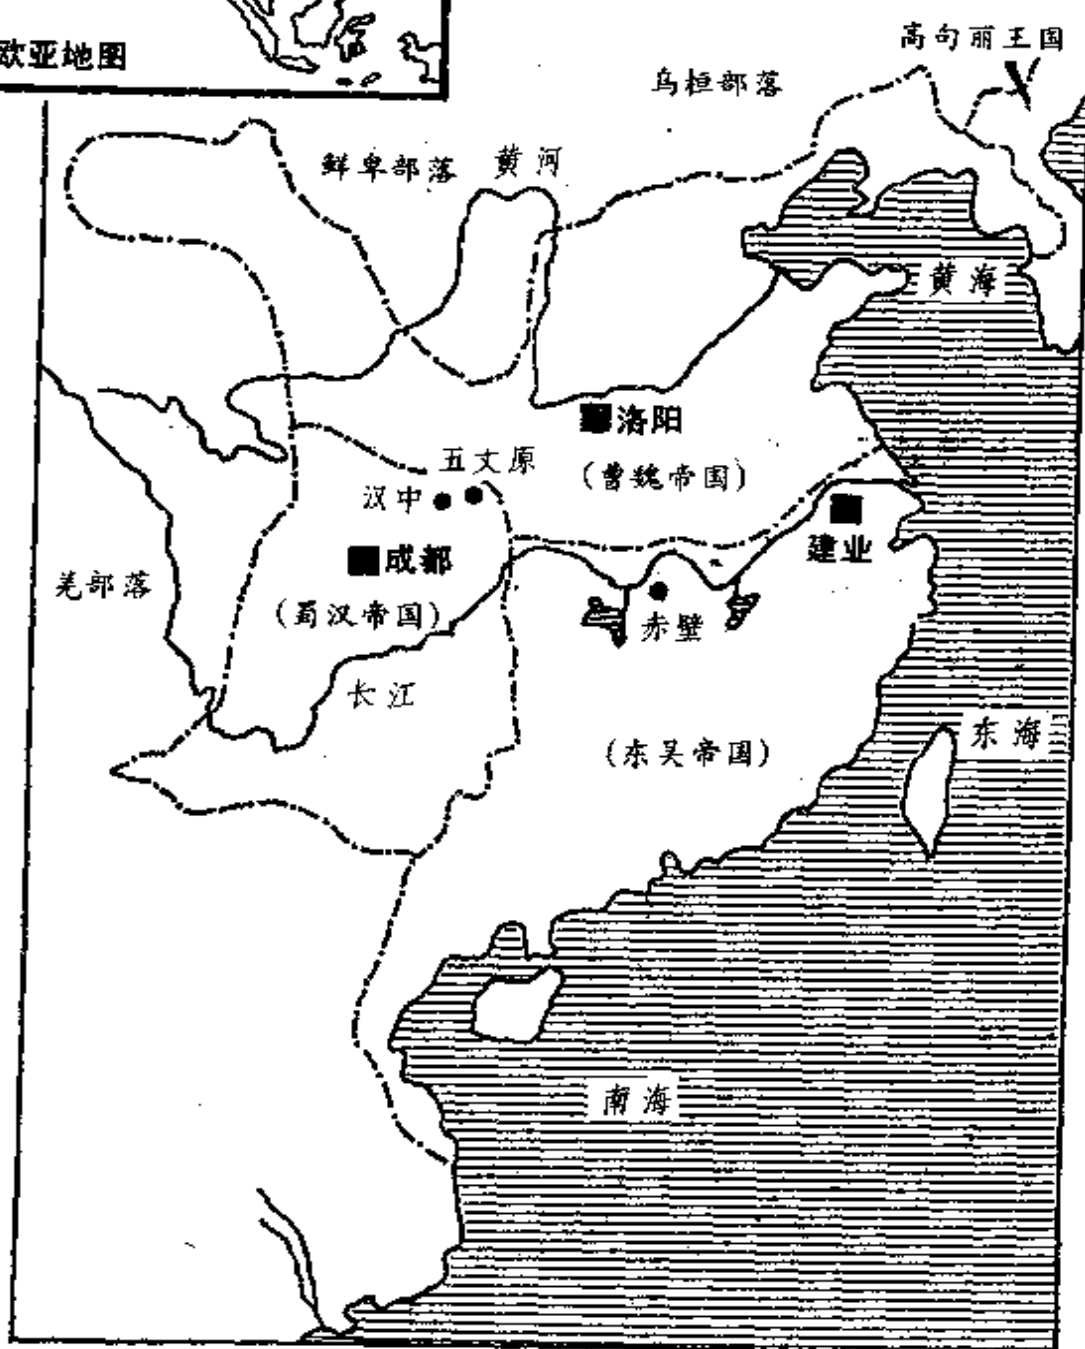 欧亚地图
高句丽王国
乌桓部落
鲜卑部落
黄河
黄海
洛阳
五丈原
(曹魏帝国)
汉中
建业
成都
羌部落
(蜀汉帝国)
赤壁
长江
东海
(东吴帝国)
南海